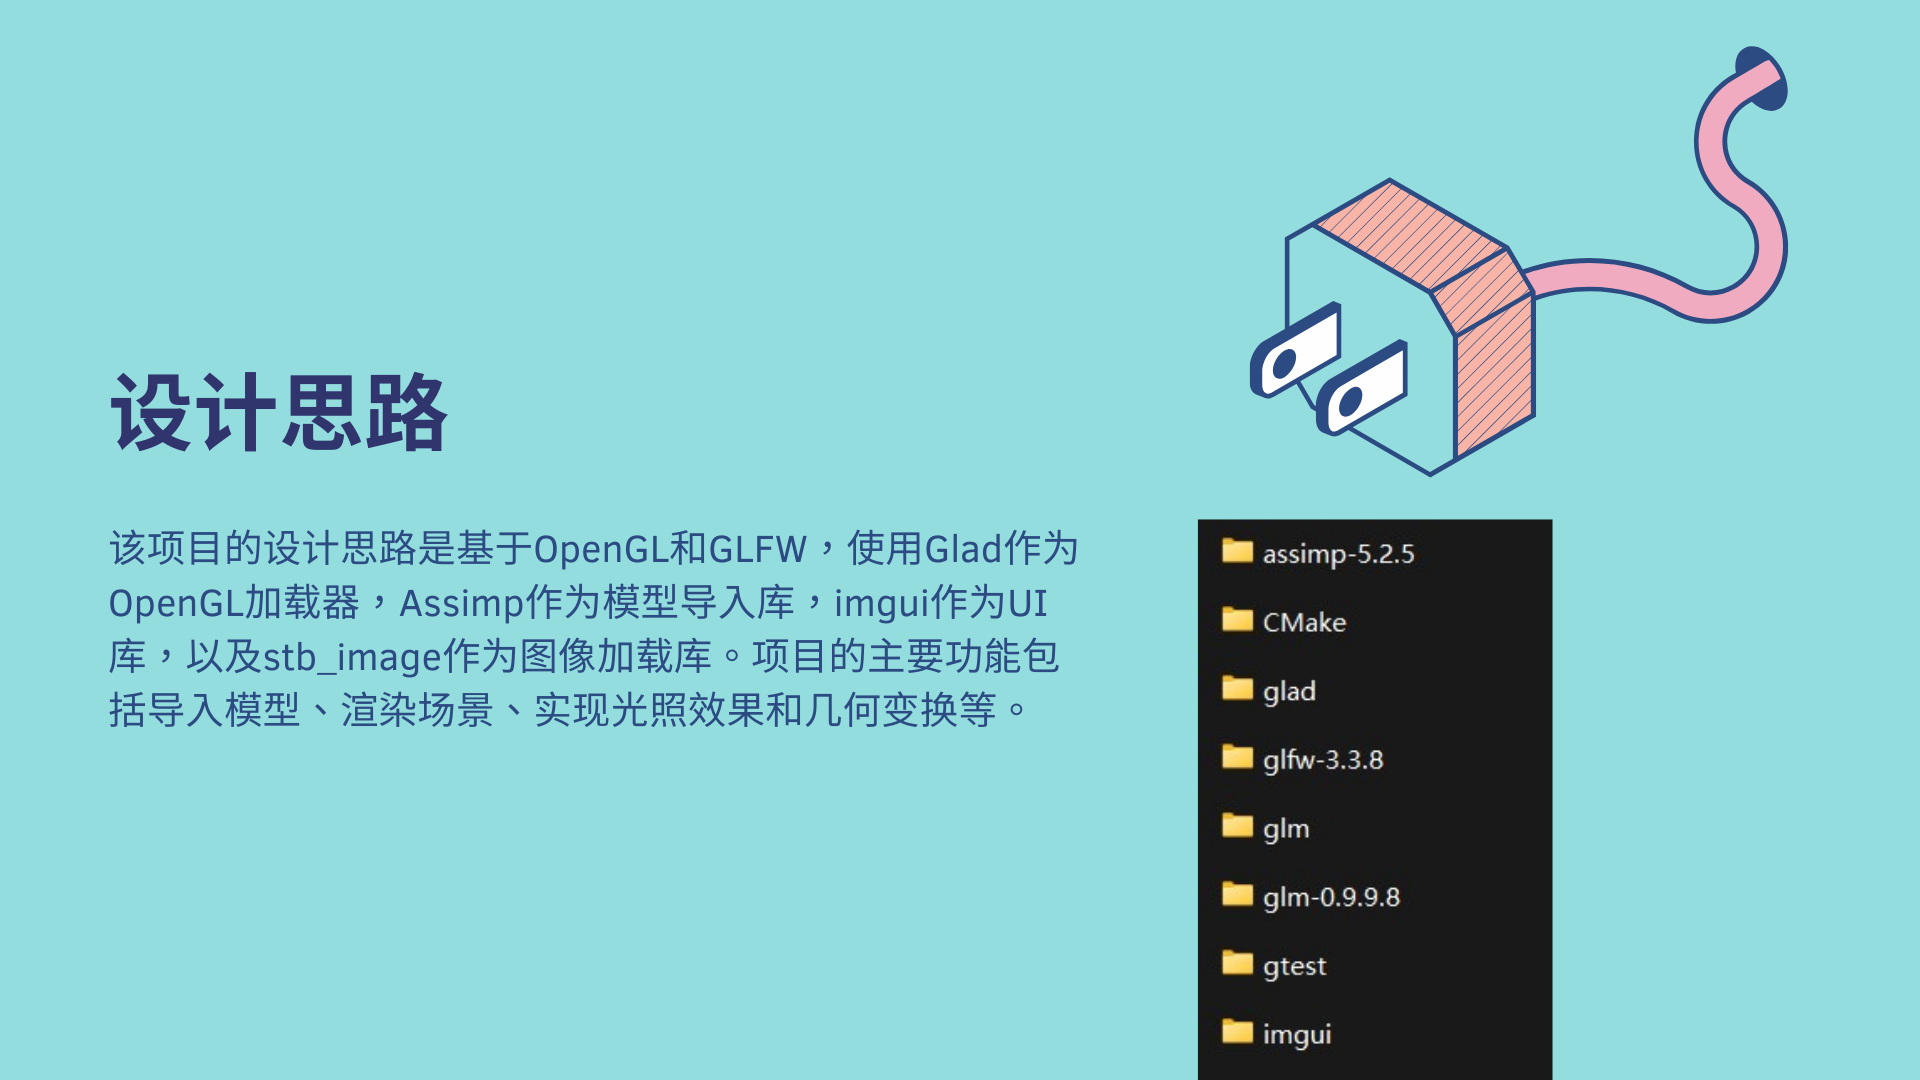 设计思路
该项目的设计思路是基于OpenGL和GLFW，使用Glad作为
OpenGL加载器，Assimp作为模型导入库，imgui作为UI
库，以及stb_image作为图像加载库。项目的主要功能包
括导入模型、渲染场景、实现光照效果和几何变换等。
assimp-5.2.5
CMake
glad
glfw-3.3.8
glm
glm-0.9.9.8
gtest
imgui